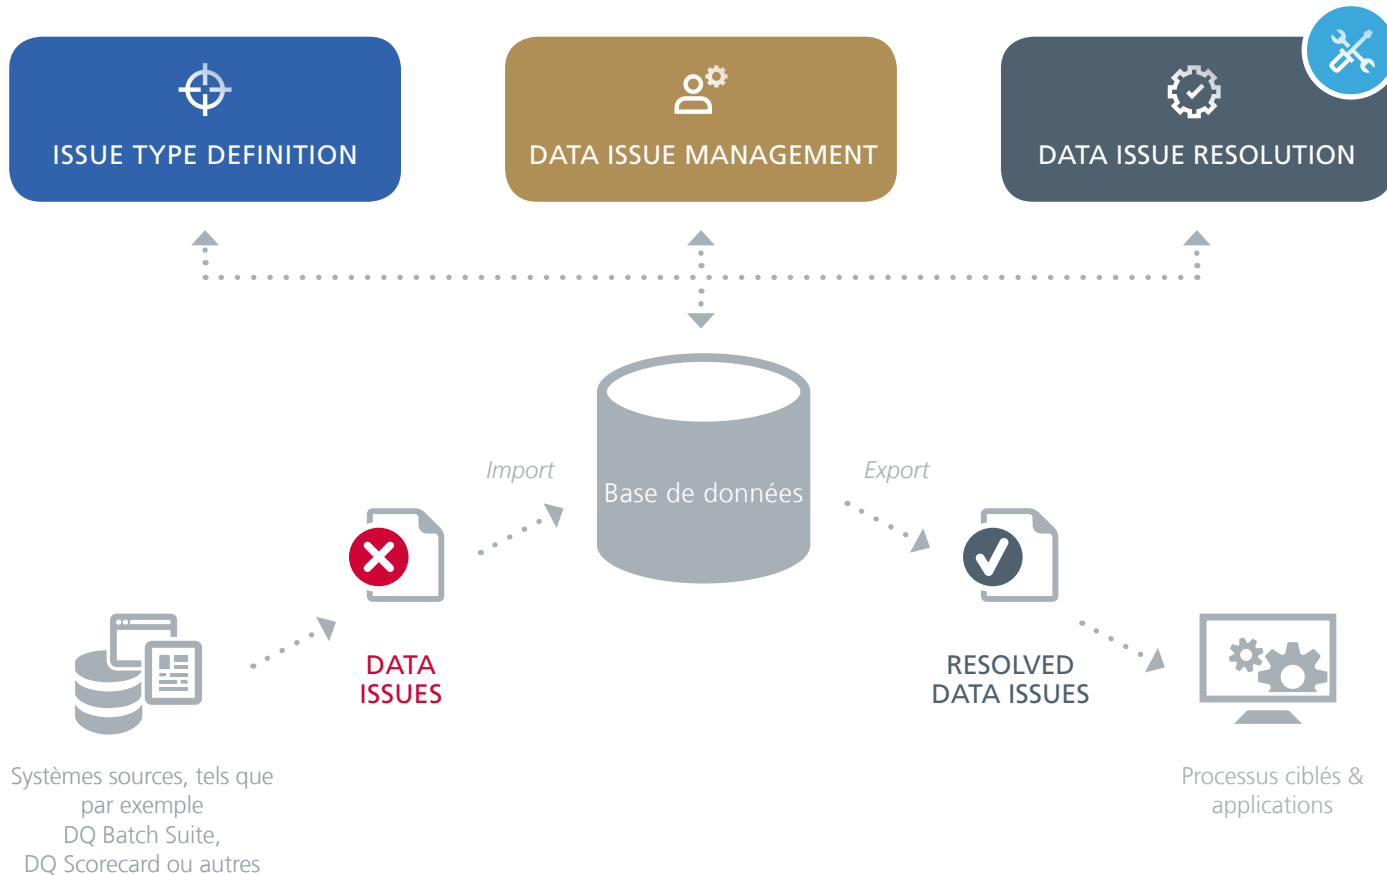 ISSUE TYPE DEFINITION
DATA ISSUE MANAGEMENT
DATA ISSUE RESOLUTION
Import
Export
Base de données
DATA
ISSUES
RESOLVED
DATA ISSUES
Systèmes sources, tels que
par exemple
DQ Batch Suite,
DQ Scorecard ou autres
Processus ciblés &
applications